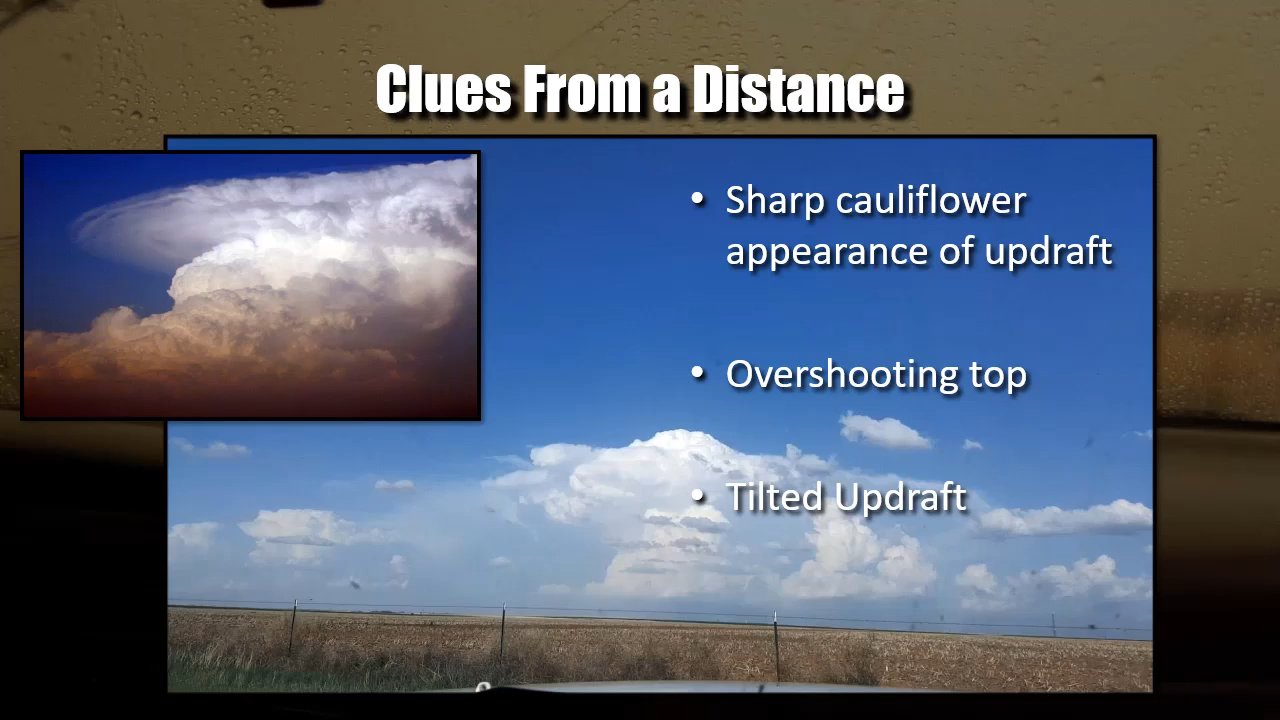 Clues From a Distance
• Sharp cauliflower
appearance of updraft
• Overshooting top
• Tilted Updraft